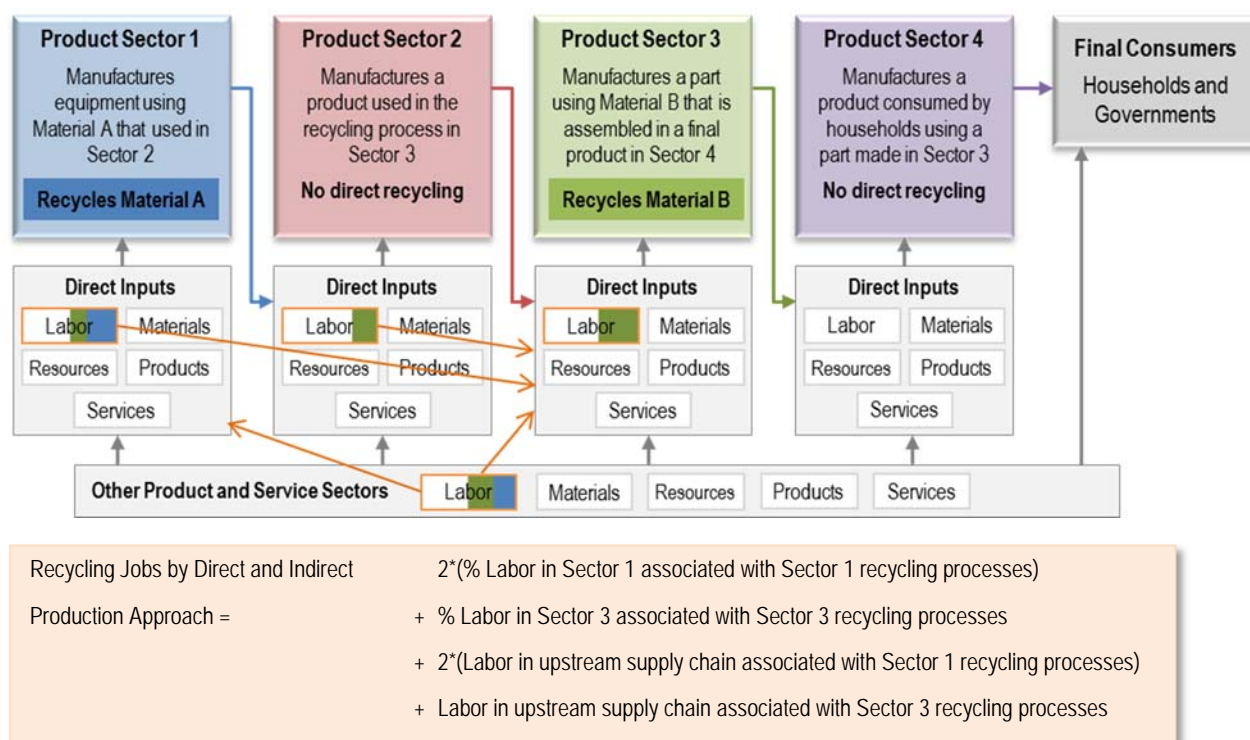 Product Sector 1
Manufactures
equipment using
Material A that used in
Sector 2
Recycles Material A
Product Sector 2
Manufactures a
product used in the
recycling process in
Sector 3
No direct recycling
Product Sector 3
Manufactures a part
using Material B that is
assembled in a final
product in Sector 4
Recycles Material B
Product Sector 4
Manufactures a
product consumed by
households using a
part made in Sector 3
No direct recycling
Final Consumers
Households and
Governments
Direct Inputs
Labor
Materials
Resources
Products
Services
Direct Inputs
Labor
Materials
Resources
Products
Services
Direct Inputs
Labor
Materials
Resources
Products
Services
Direct Inputs
Labor
Materials
Resources
Products
Services
Other Product and Service Sectors
Labor
Materials
Resources
Products
Services
Recycling Jobs by Direct and Indirect 2*(% Labor in Sector 1 associated with Sector 1 recycling processes)
Production Approach = + % Labor in Sector 3 associated with Sector 3 recycling processes
+ 2*(Labor in upstream supply chain associated with Sector 1 recycling processes)
+ Labor in upstream supply chain associated with Sector 3 recycling processes